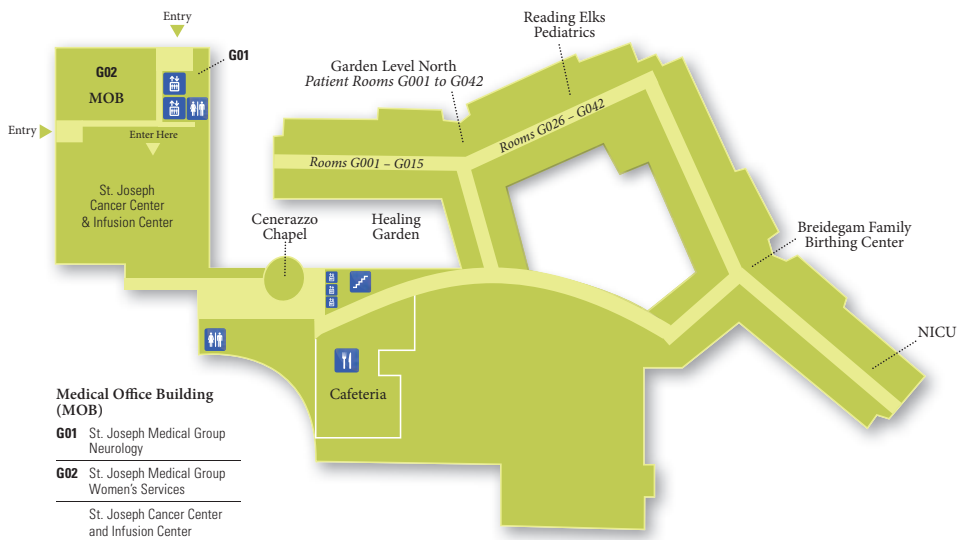 Entry
G01
G02
MOB
Entry
Enter Here
St. Joseph
Cancer Center
& Infusion Center
Reading Elks
Pediatrics
Garden Level North
Patient Rooms G001 to G042
Rooms G026 – G042
Rooms G001 – G015
Cenerazzo
Chapel
Healing
Garden
Breidegam Family
Birthing Center
NICU
Cafeteria
Medical Office Building
(MOB)
G01 St. Joseph Medical Group
Neurology
G02 St. Joseph Medical Group
Women's Services
St. Joseph Cancer Center
and Infusion Center